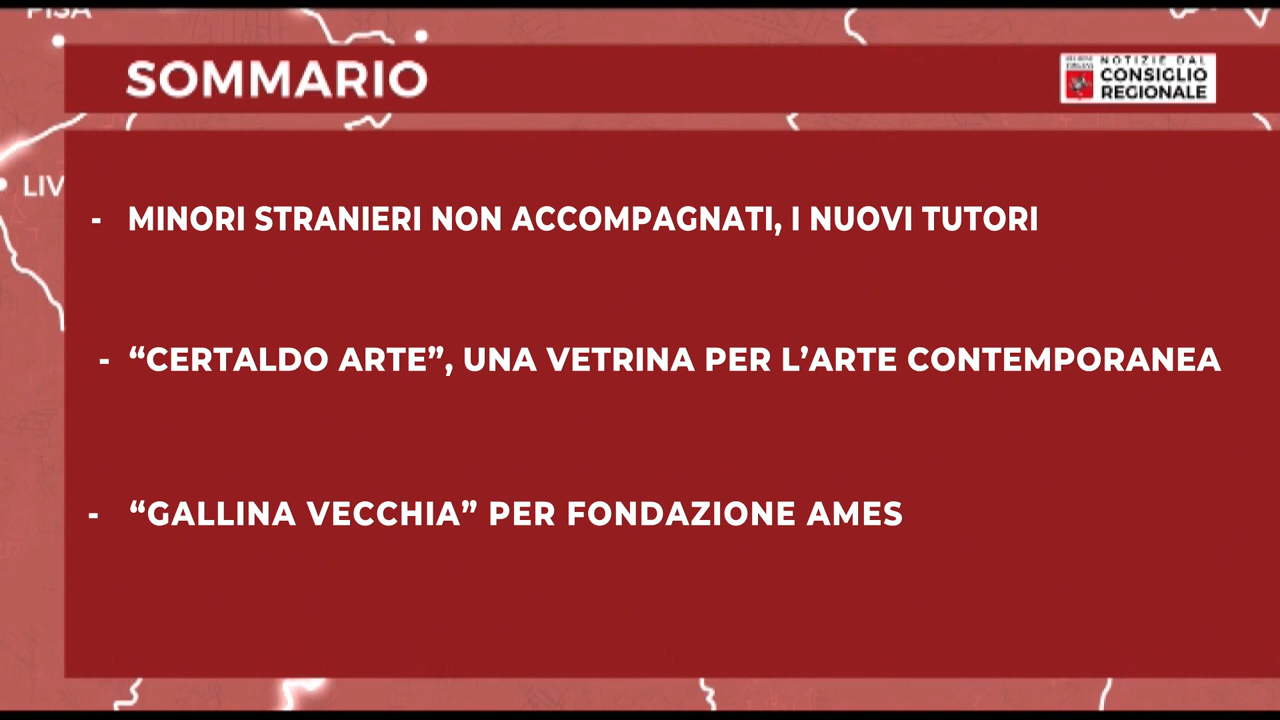 PISA
SOMMARIO
NOTIZIE DAL
CONSIGLIO
REGIONALE
LIV
- MINORI STRANIERI NON ACCOMPAGNATI, I NUOVI TUTORI
- “CERTALDO ARTE”, UNA VETRINA PER L’ARTE CONTEMPORANEA
- “GALLINA VECCHIA” PER FONDAZIONE AMES